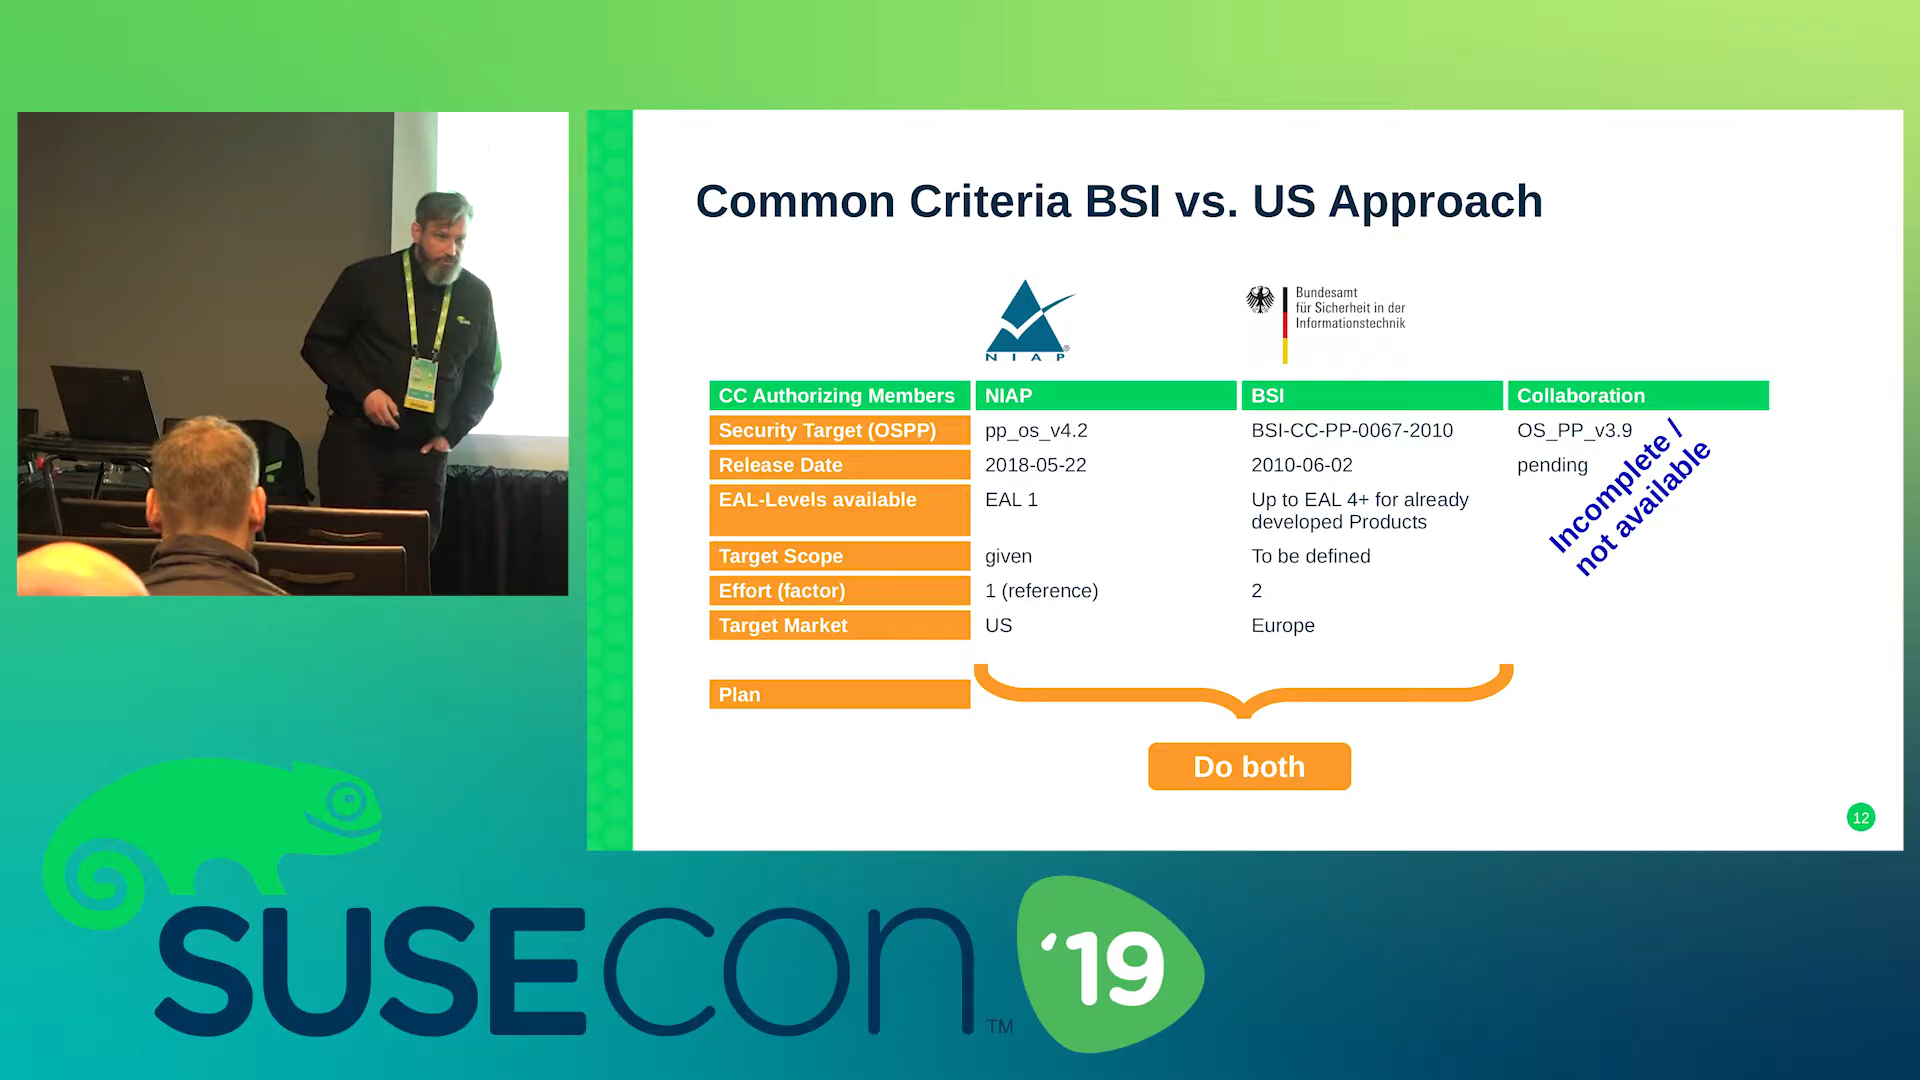 Common Criteria BSI vs. US Approach
NIAP®
Bundesamt
für Sicherheit in der
Informationstechnik
CC Authorizing Members NIAP BSI Collaboration
Security Target (OSPP) pp_os_v4.2 BSI-CC-PP-0067-2010 OS_PP_v3.9
Release Date 2018-05-22 2010-06-02 pending
EAL-Levels available EAL 1 Up to EAL 4+ for already
developed Products
Incomplete /
not available
Target Scope given To be defined
Effort (factor) 1 (reference) 2
Target Market US Europe
Plan
Do both
12
SUSECON™ '19